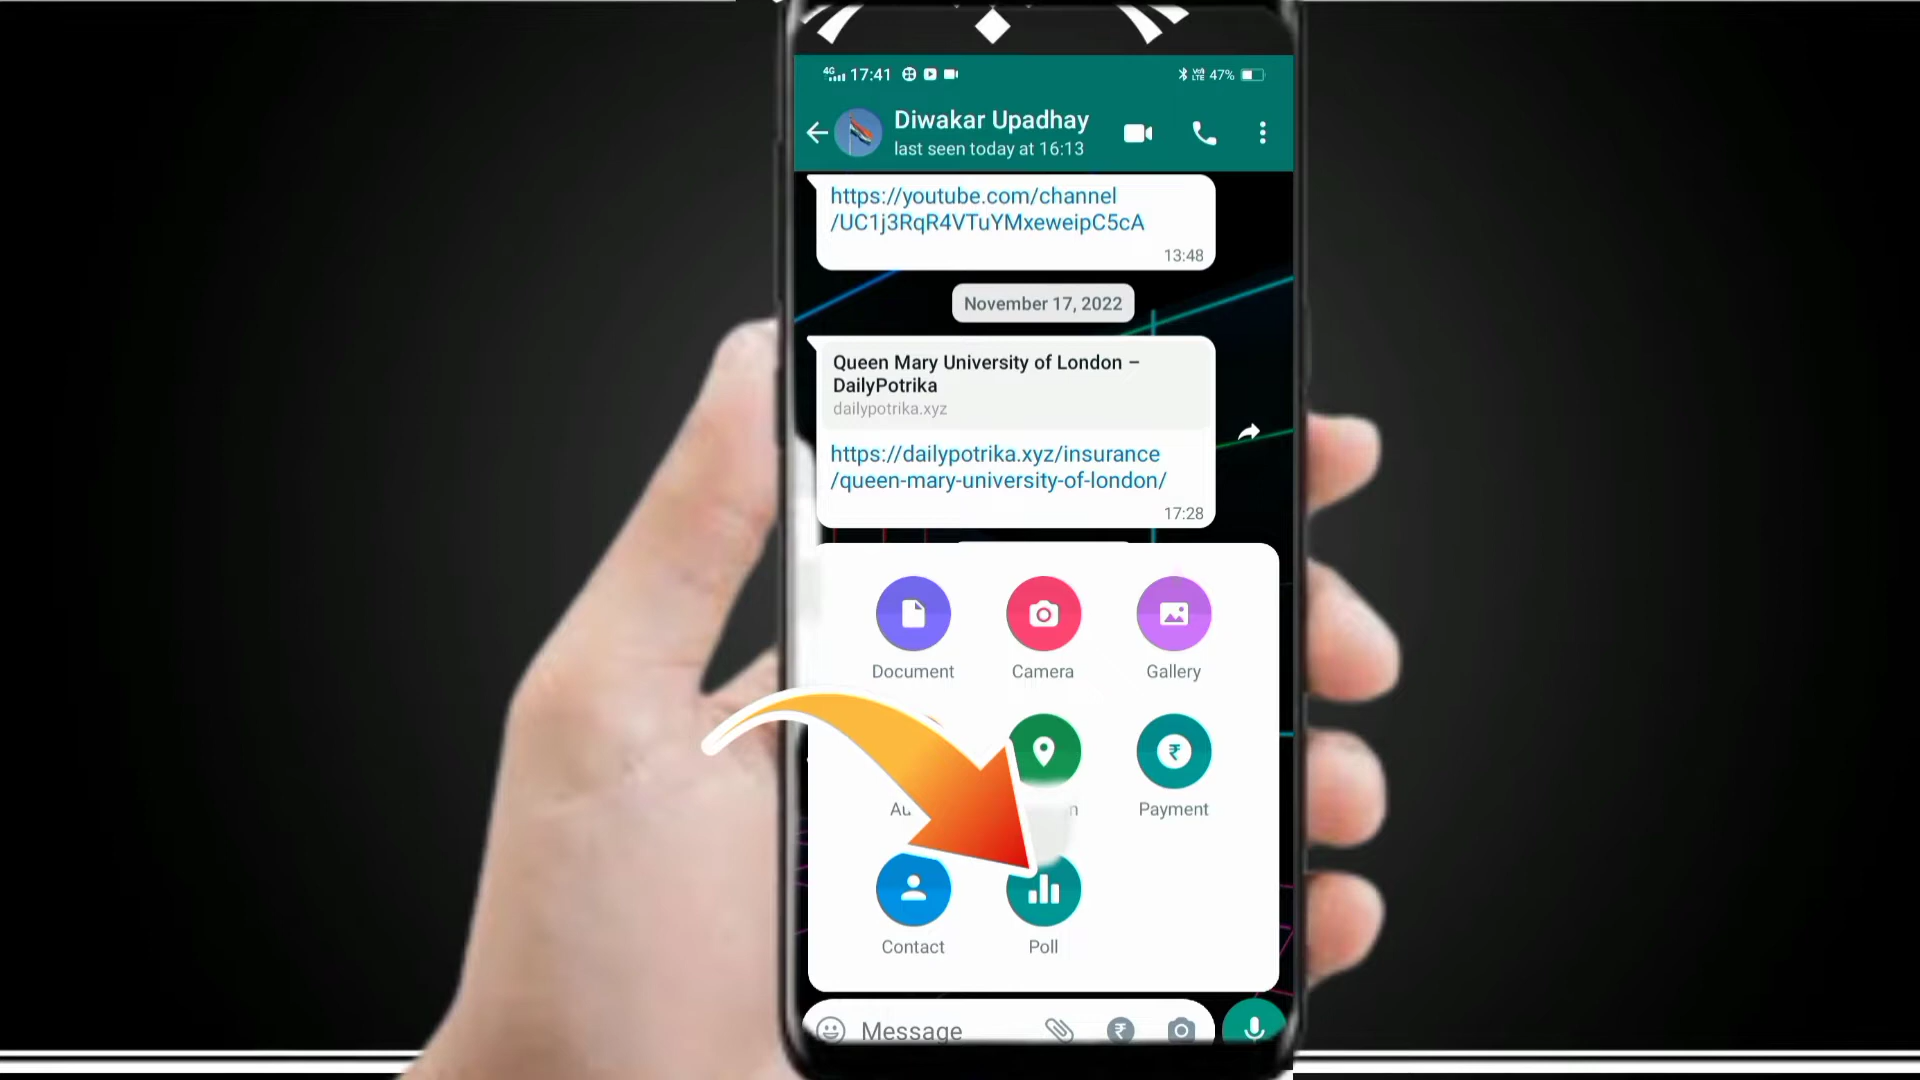 4G 17:41 VoLTE 47%
Diwakar Upadhay
last seen today at 16:13
https://youtube.com/channel
/UC1j3RqR4VTuYMxeweipC5cA
13:48
November 17, 2022
Queen Mary University of London –
DailyPotrika
dailypotrika.xyz
https://dailypotrika.xyz/insurance
/queen-mary-university-of-london/
17:28
Document Camera Gallery
Payment
Contact Poll
Message